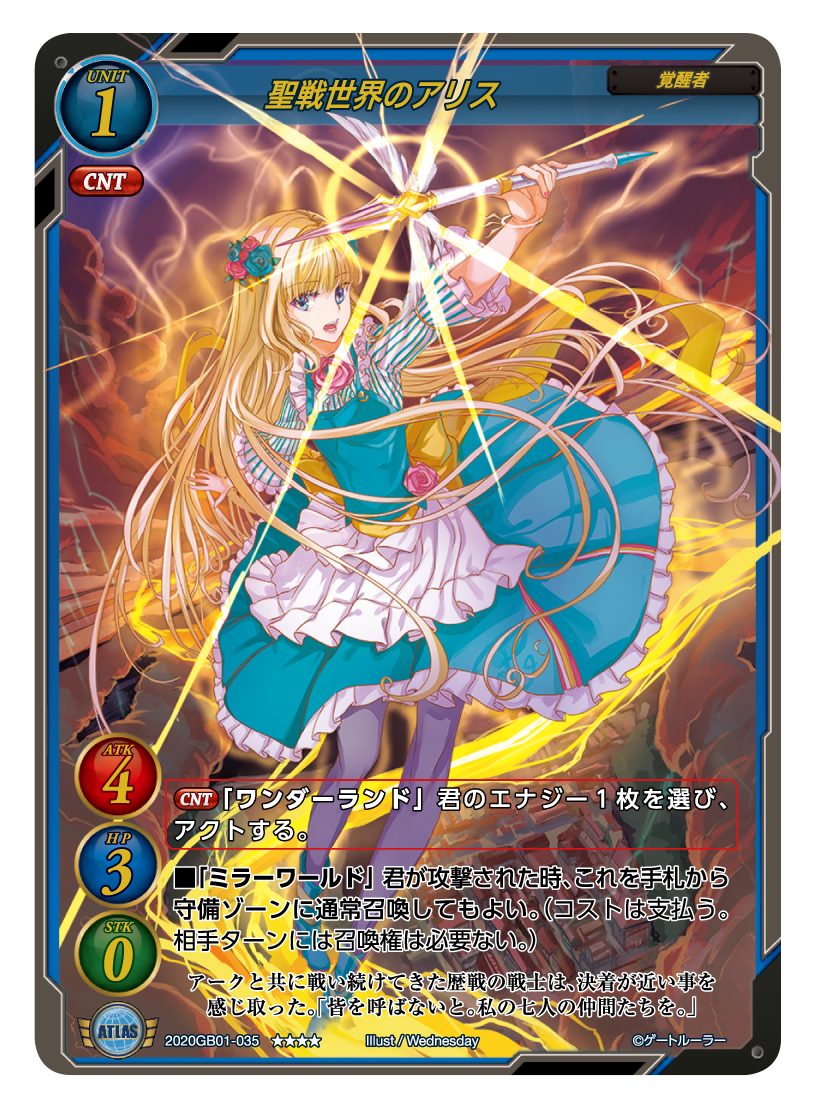 UNIT
1
聖戦世界のアリス
覚醒者
CNT
ATK
4
CNT「ワンダーランド」君のエナジー1枚を選び、
アクトする。
HP
3
■「ミラーワールド」君が攻撃された時、これを手札から
守備ゾーンに通常召喚してもよい。（コストは支払う。
相手ターンには召喚権は必要ない。）
STK
0
アークと共に戦い続けてきた歴戦の戦士は、決着が近い事を
感じ取った。「皆を呼ばないと。私の七人の仲間たちを。」
ATLAS
2020GB01-035 ★★★★ Illust / Wednesday ©ゲートルーラー